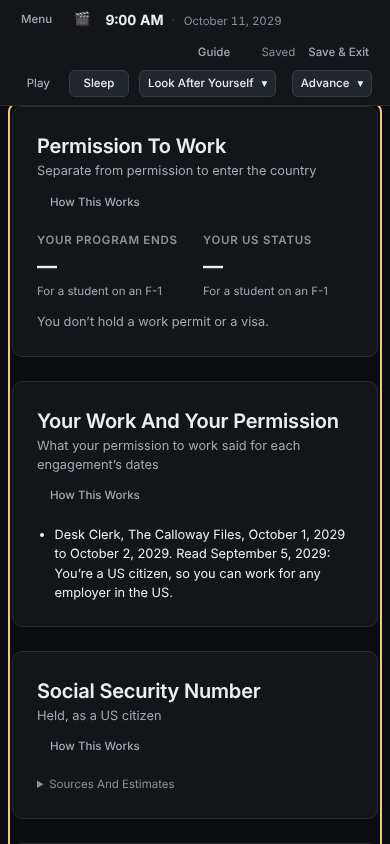 Menu 🎬 9:00 AM · October 11, 2029
Guide Saved Save & Exit
Play Sleep Look After Yourself ▾ Advance ▾
Permission To Work
Separate from permission to enter the country
How This Works
YOUR PROGRAM ENDS YOUR US STATUS
— —
For a student on an F-1 For a student on an F-1
You don’t hold a work permit or a visa.
Your Work And Your Permission
What your permission to work said for each
engagement’s dates
How This Works
• Desk Clerk, The Calloway Files, October 1, 2029
to October 2, 2029. Read September 5, 2029:
You’re a US citizen, so you can work for any
employer in the US.
Social Security Number
Held, as a US citizen
How This Works
▶ Sources And Estimates